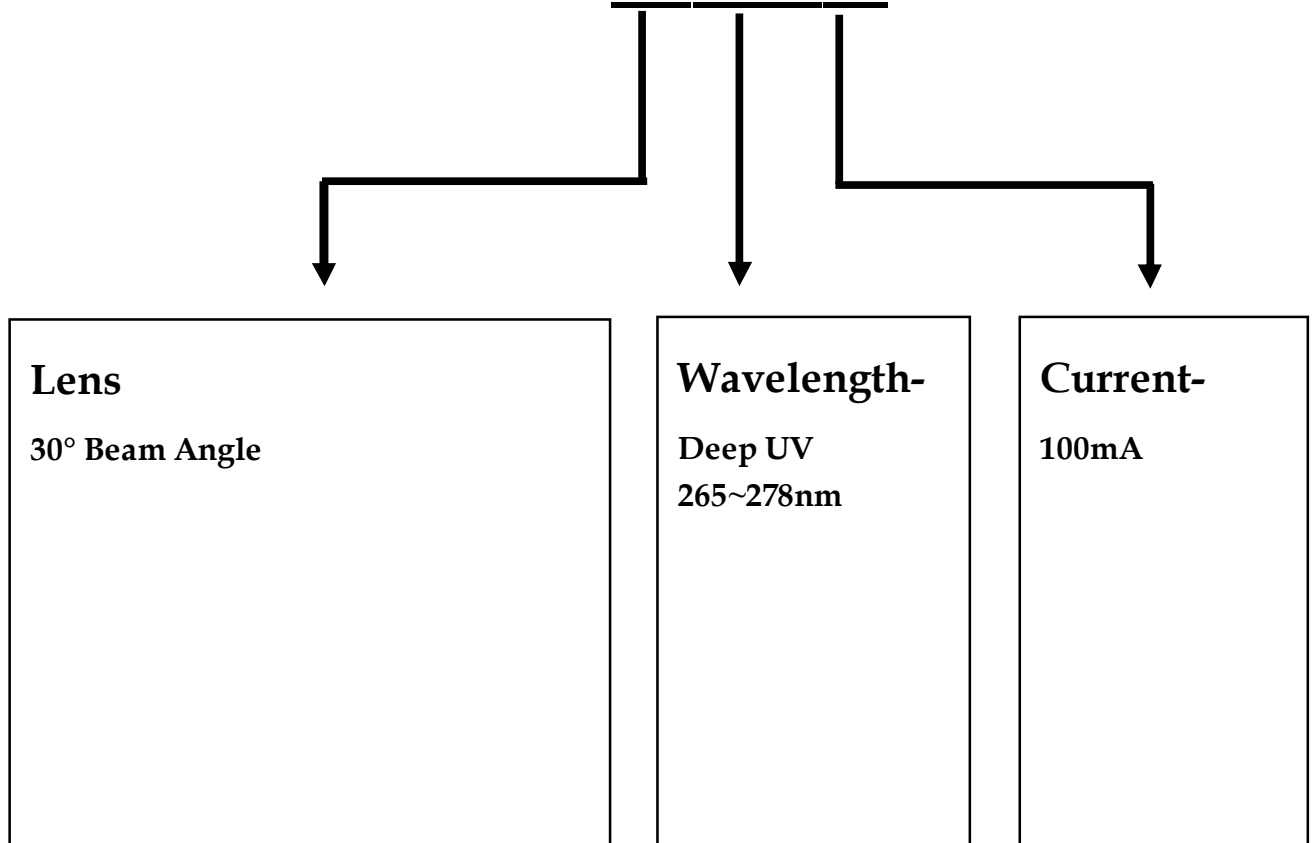 Lens
30° Beam Angle
Wavelength-
Deep UV
265~278nm
Current-
100mA